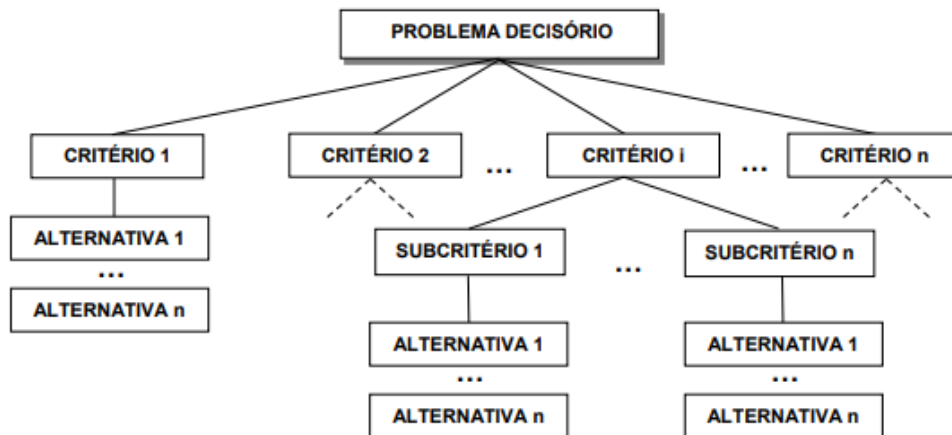 PROBLEMA DECISÓRIO
CRITÉRIO 1
CRITÉRIO 2
...
CRITÉRIO i
...
CRITÉRIO n
ALTERNATIVA 1
...
ALTERNATIVA n
SUBCRITÉRIO 1
...
SUBCRITÉRIO n
ALTERNATIVA 1
...
ALTERNATIVA n
ALTERNATIVA 1
...
ALTERNATIVA n